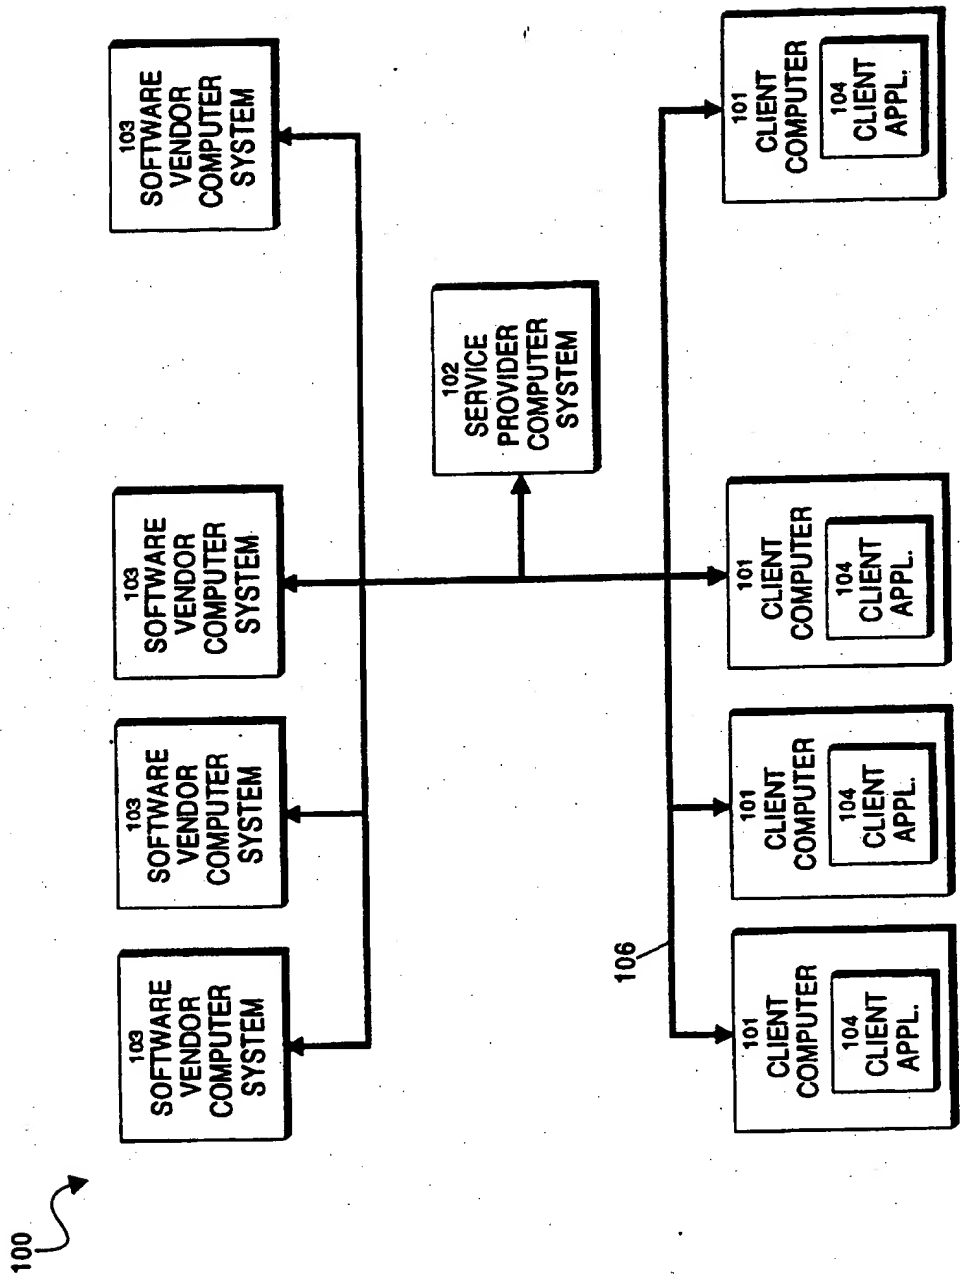 100
103
SOFTWARE
VENDOR
COMPUTER
SYSTEM
103
SOFTWARE
VENDOR
COMPUTER
SYSTEM
103
SOFTWARE
VENDOR
COMPUTER
SYSTEM
103
SOFTWARE
VENDOR
COMPUTER
SYSTEM
102
SERVICE
PROVIDER
COMPUTER
SYSTEM
106
101
CLIENT
COMPUTER
104
CLIENT
APPL.
101
CLIENT
COMPUTER
104
CLIENT
APPL.
101
CLIENT
COMPUTER
104
CLIENT
APPL.
101
CLIENT
COMPUTER
104
CLIENT
APPL.